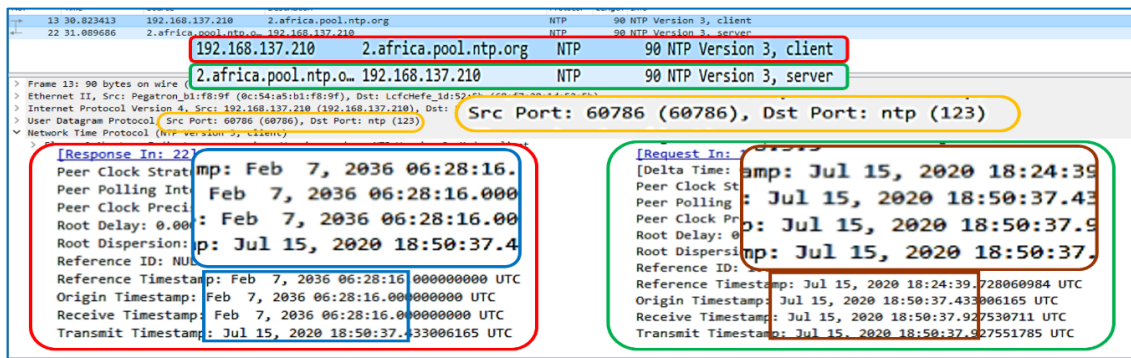 13 30.823413 192.168.137.210 2.africa.pool.ntp.org NTP 90 NTP Version 3, client
22 31.089686 2.africa.pool.ntp.o… 192.168.137.210 NTP 90 NTP Version 3, server
192.168.137.210 2.africa.pool.ntp.org NTP 90 NTP Version 3, client
2.africa.pool.ntp.o… 192.168.137.210 NTP 90 NTP Version 3, server
Frame 13: 90 bytes on wire (
Ethernet II, Src: Pegatron_b1:f8:9f (0c:54:a5:b1:f8:9f), Dst:
Internet Protocol Version 4, Src: 192.168.137.210 (192.168.137.210), Dst:
User Datagram Protocol, Src Port: 60786 (60786), Dst Port: ntp (123)
Src Port: 60786 (60786), Dst Port: ntp (123)
Network Time Protocol (NTP Version 3, client)
[Response In: 22]
Peer Clock Strat
Peer Polling Int
Peer Clock Preci
Root Delay: 0.00
Root Dispersion:
Reference ID: NUL
Reference Timestamp: Feb 7, 2036 06:28:16.000000000 UTC
Origin Timestamp: Feb 7, 2036 06:28:16.000000000 UTC
Receive Timestamp: Feb 7, 2036 06:28:16.000000000 UTC
Transmit Timestamp: Jul 15, 2020 18:50:37.433006165 UTC
mp: Feb 7, 2036 06:28:16.
Feb 7, 2036 06:28:16.000
: Feb 7, 2036 06:28:16.00
p: Jul 15, 2020 18:50:37.4
[Request In:
[Delta Time:
Peer Clock St
Peer Polling
Peer Clock Pr
Root Delay: 0
Root Dispersi
Reference ID:
Reference Timestamp: Jul 15, 2020 18:24:39.728060984 UTC
Origin Timestamp: Jul 15, 2020 18:50:37.433006165 UTC
Receive Timestamp: Jul 15, 2020 18:50:37.927530711 UTC
Transmit Timestamp: Jul 15, 2020 18:50:37.927551785 UTC
amp: Jul 15, 2020 18:24:39
: Jul 15, 2020 18:50:37.43
p: Jul 15, 2020 18:50:37.9
mp: Jul 15, 2020 18:50:37.